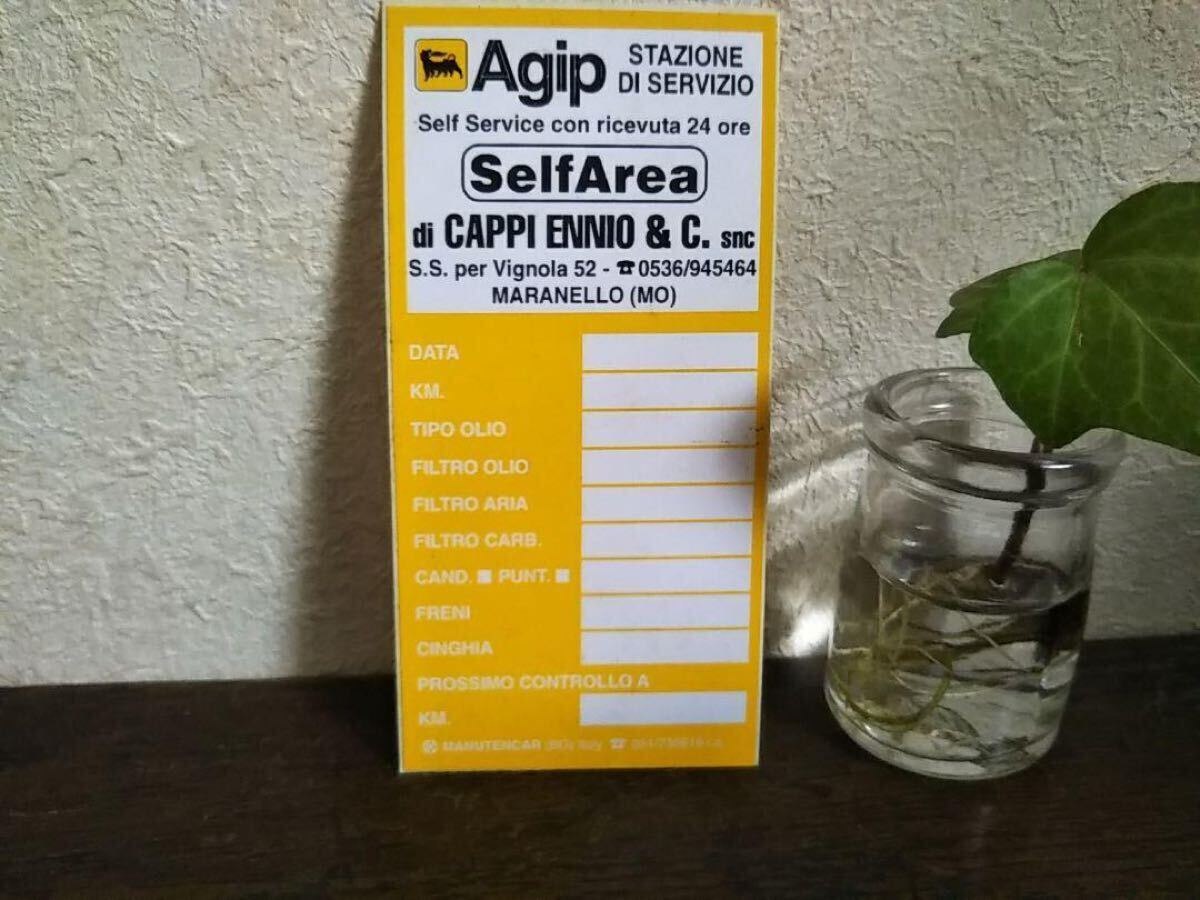 Agip STAZIONE DI SERVIZIO
Self Service con ricevuta 24 ore
SelfArea
di CAPPI ENNIO & C. snc
S.S. per Vignola 52 - ☎ 0536/945464
MARANELLO (MO)
DATA
KM.
TIPO OLIO
FILTRO OLIO
FILTRO ARIA
FILTRO CARB.
CAND. ■ PUNT. ■
FRENI
CINGHIA
PROSSIMO CONTROLLO A
KM.
MANUTENCAR Italy ☎